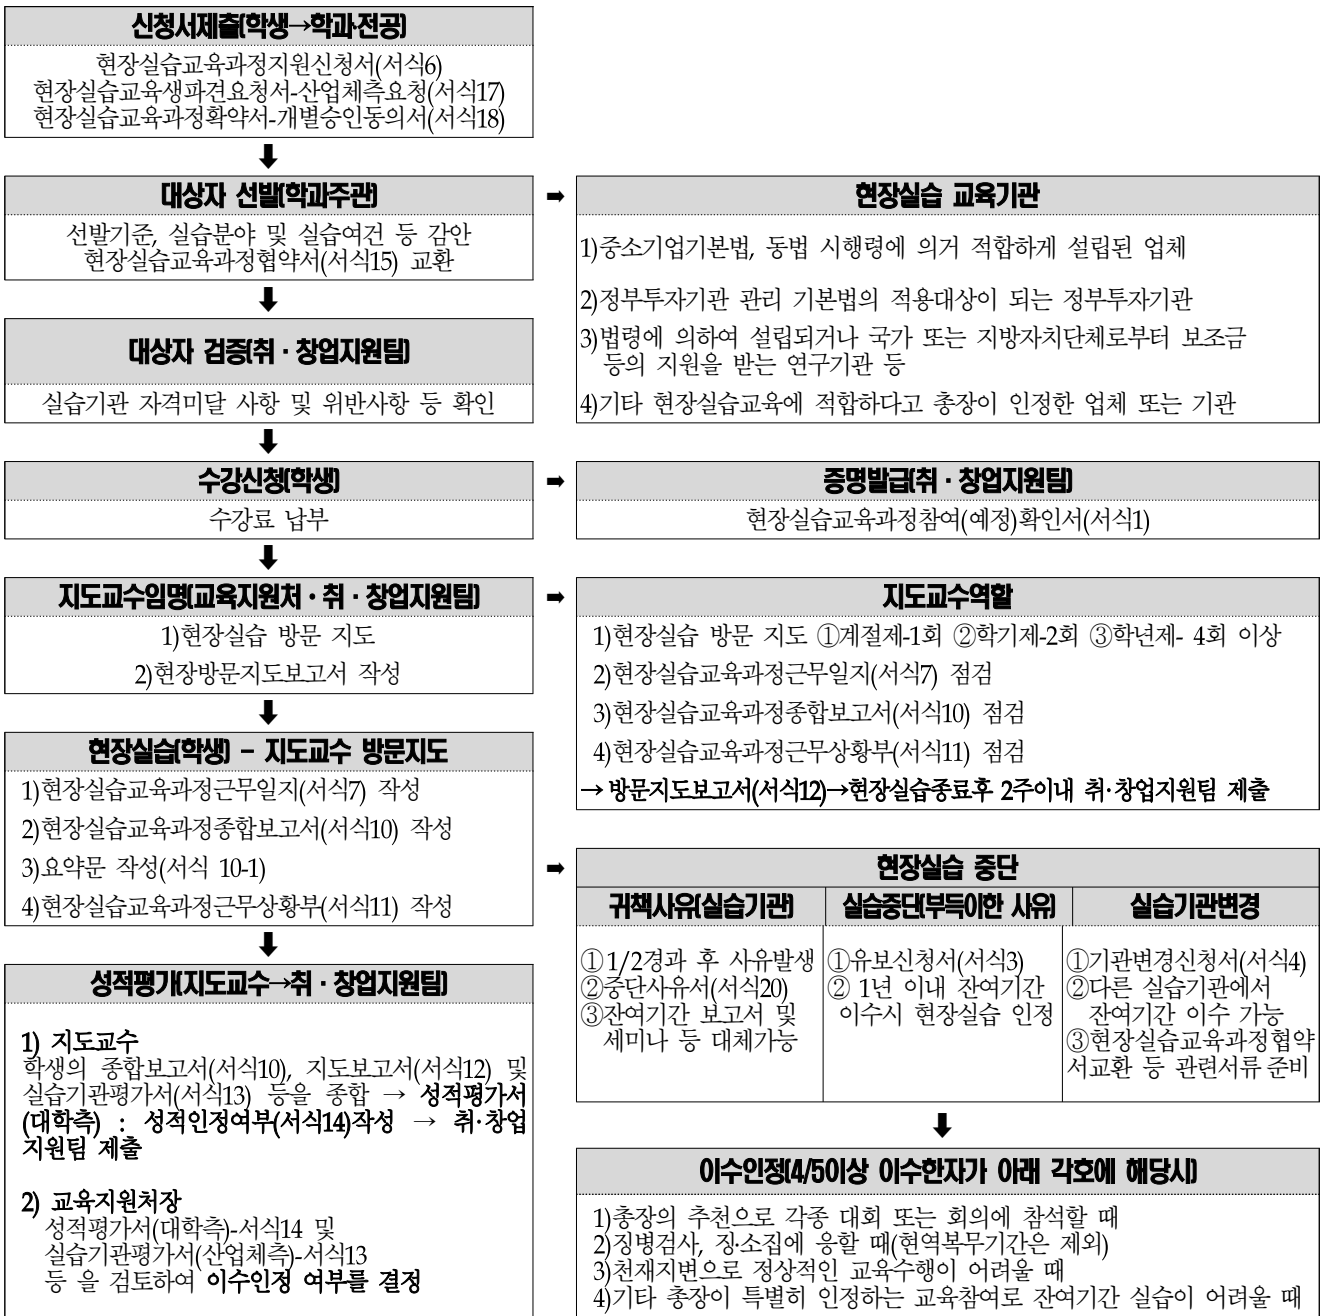 신청서제출(학생→학과·전공)
현장실습교육과정지원신청서(서식6)
현장실습교육생파견요청서-산업체측요청(서식17)
현장실습교육과정확약서-개별승인동의서(서식18)
⬇
대상자 선발(학과주관)
선발기준, 실습분야 및 실습여건 등 감안
현장실습교육과정협약서(서식15) 교환
➡
현장실습 교육기관
1)중소기업기본법, 동법 시행령에 의거 적합하게 설립된 업체
2)정부투자기관 관리 기본법의 적용대상이 되는 정부투자기관
3)법령에 의하여 설립되거나 국가 또는 지방자치단체로부터 보조금
등의 지원을 받는 연구기관 등
4)기타 현장실습교육에 적합하다고 총장이 인정한 업체 또는 기관
⬇
대상자 검증(취·창업지원팀)
실습기관 자격미달 사항 및 위반사항 등 확인
⬇
수강신청(학생)
수강료 납부
➡
증명발급(취·창업지원팀)
현장실습교육과정참여(예정)확인서(서식1)
⬇
지도교수임명(교육지원처·취·창업지원팀)
1)현장실습 방문 지도
2)현장방문지도보고서 작성
➡
지도교수역할
1)현장실습 방문 지도 ①계절제-1회 ②학기제-2회 ③학년제- 4회 이상
2)현장실습교육과정근무일지(서식7) 점검
3)현장실습교육과정종합보고서(서식10) 점검
4)현장실습교육과정근무상황부(서식11) 점검
→ 방문지도보고서(서식12)→현장실습종료후 2주이내 취·창업지원팀 제출
⬇
현장실습(학생) - 지도교수 방문지도
1)현장실습교육과정근무일지(서식7) 작성
2)현장실습교육과정종합보고서(서식10) 작성
3)요약문 작성(서식 10-1)
4)현장실습교육과정근무상황부(서식11) 작성
➡
현장실습 중단
귀책사유(실습기관)
①1/2경과 후 사유발생
②중단사유서(서식20)
③잔여기간 보고서 및
세미나 등 대체가능
실습중단(부득이한 사유)
①유보신청서(서식3)
② 1년 이내 잔여기간
이수시 현장실습 인정
실습기관변경
①기관변경신청서(서식4)
②다른 실습기관에서
잔여기간 이수 가능
③현장실습교육과정협약
서교환 등 관련서류 준비
⬇
성적평가(지도교수→취·창업지원팀)
1) 지도교수
학생의 종합보고서(서식10), 지도보고서(서식12) 및
실습기관평가서(서식13) 등을 종합 → 성적평가서
(대학측) : 성적인정여부(서식14)작성 → 취·창업
지원팀 제출
2) 교육지원처장
성적평가서(대학측)-서식14 및
실습기관평가서(산업체측)-서식13
등 을 검토하여 이수인정 여부를 결정
⬇
이수인정(4/5이상 이수한자가 아래 각호에 해당시)
1)총장의 추천으로 각종 대회 또는 회의에 참석할 때
2)징병검사, 징·소집에 응할 때(현역복무기간은 제외)
3)천재지변으로 정상적인 교육수행이 어려울 때
4)기타 총장이 특별히 인정하는 교육참여로 잔여기간 실습이 어려울 때